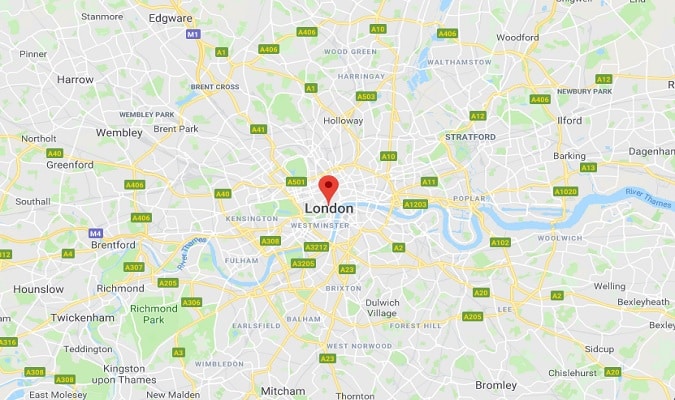 Edgware
Stanmore
M1
A406
A10
A406
Woodford
Chigwell
End
Pinner
A1
WOOD GREEN
WALTHAMSTOW
Harrow
HARRINGAY
A12
R
BRENT CROSS
A1
A503
A406
NEWBURY PARK
WEMBLEY PARK
Holloway
A12
Ilford
Wembley
Brent Park
A41
STRATFORD
Northolt
A40
A10
Barking
Dagenham
Greenford
A13
A406
A501
A11
A1020
Southall
A40
London
A1203
POPLAR
River Thames
A406
KENSINGTON
WESTMINSTER
M4
A308
A3212
A2
A102
WOOLWICH
Brentford
River Thames
A4
FULHAM
A3205
A23
A307
A205
Hounslow
Richmond
BRIXTON
A20
A2
Welling
Richmond
Park
A306
Dulwich
Village
Bexleyheath
Twickenham
BALHAM
A205
LEE
EARLSFIELD
FOREST HILL
A316
Teddington
A3
WEST NORWOOD
Sidcup
Kingston
upon Thames
WIMBLEDON
A23
A308
A308
Chislehurst
A20
East Molesey
New Malden
Mitcham
Bromley